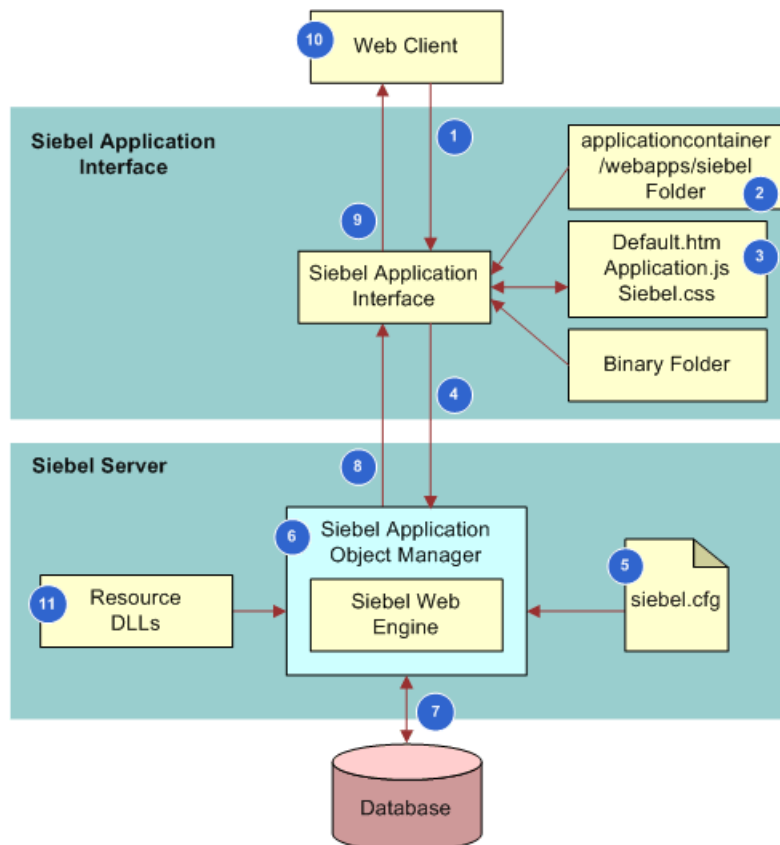 10
Web Client
Siebel Application
Interface
1
applicationcontainer
/webapps/siebel
Folder
2
9
Default.htm
Application.js
Siebel.css
3
Siebel Application
Interface
Binary Folder
4
Siebel Server
8
6
Siebel Application
Object Manager
5
siebel.cfg
11
Resource
DLLs
Siebel Web
Engine
7
Database